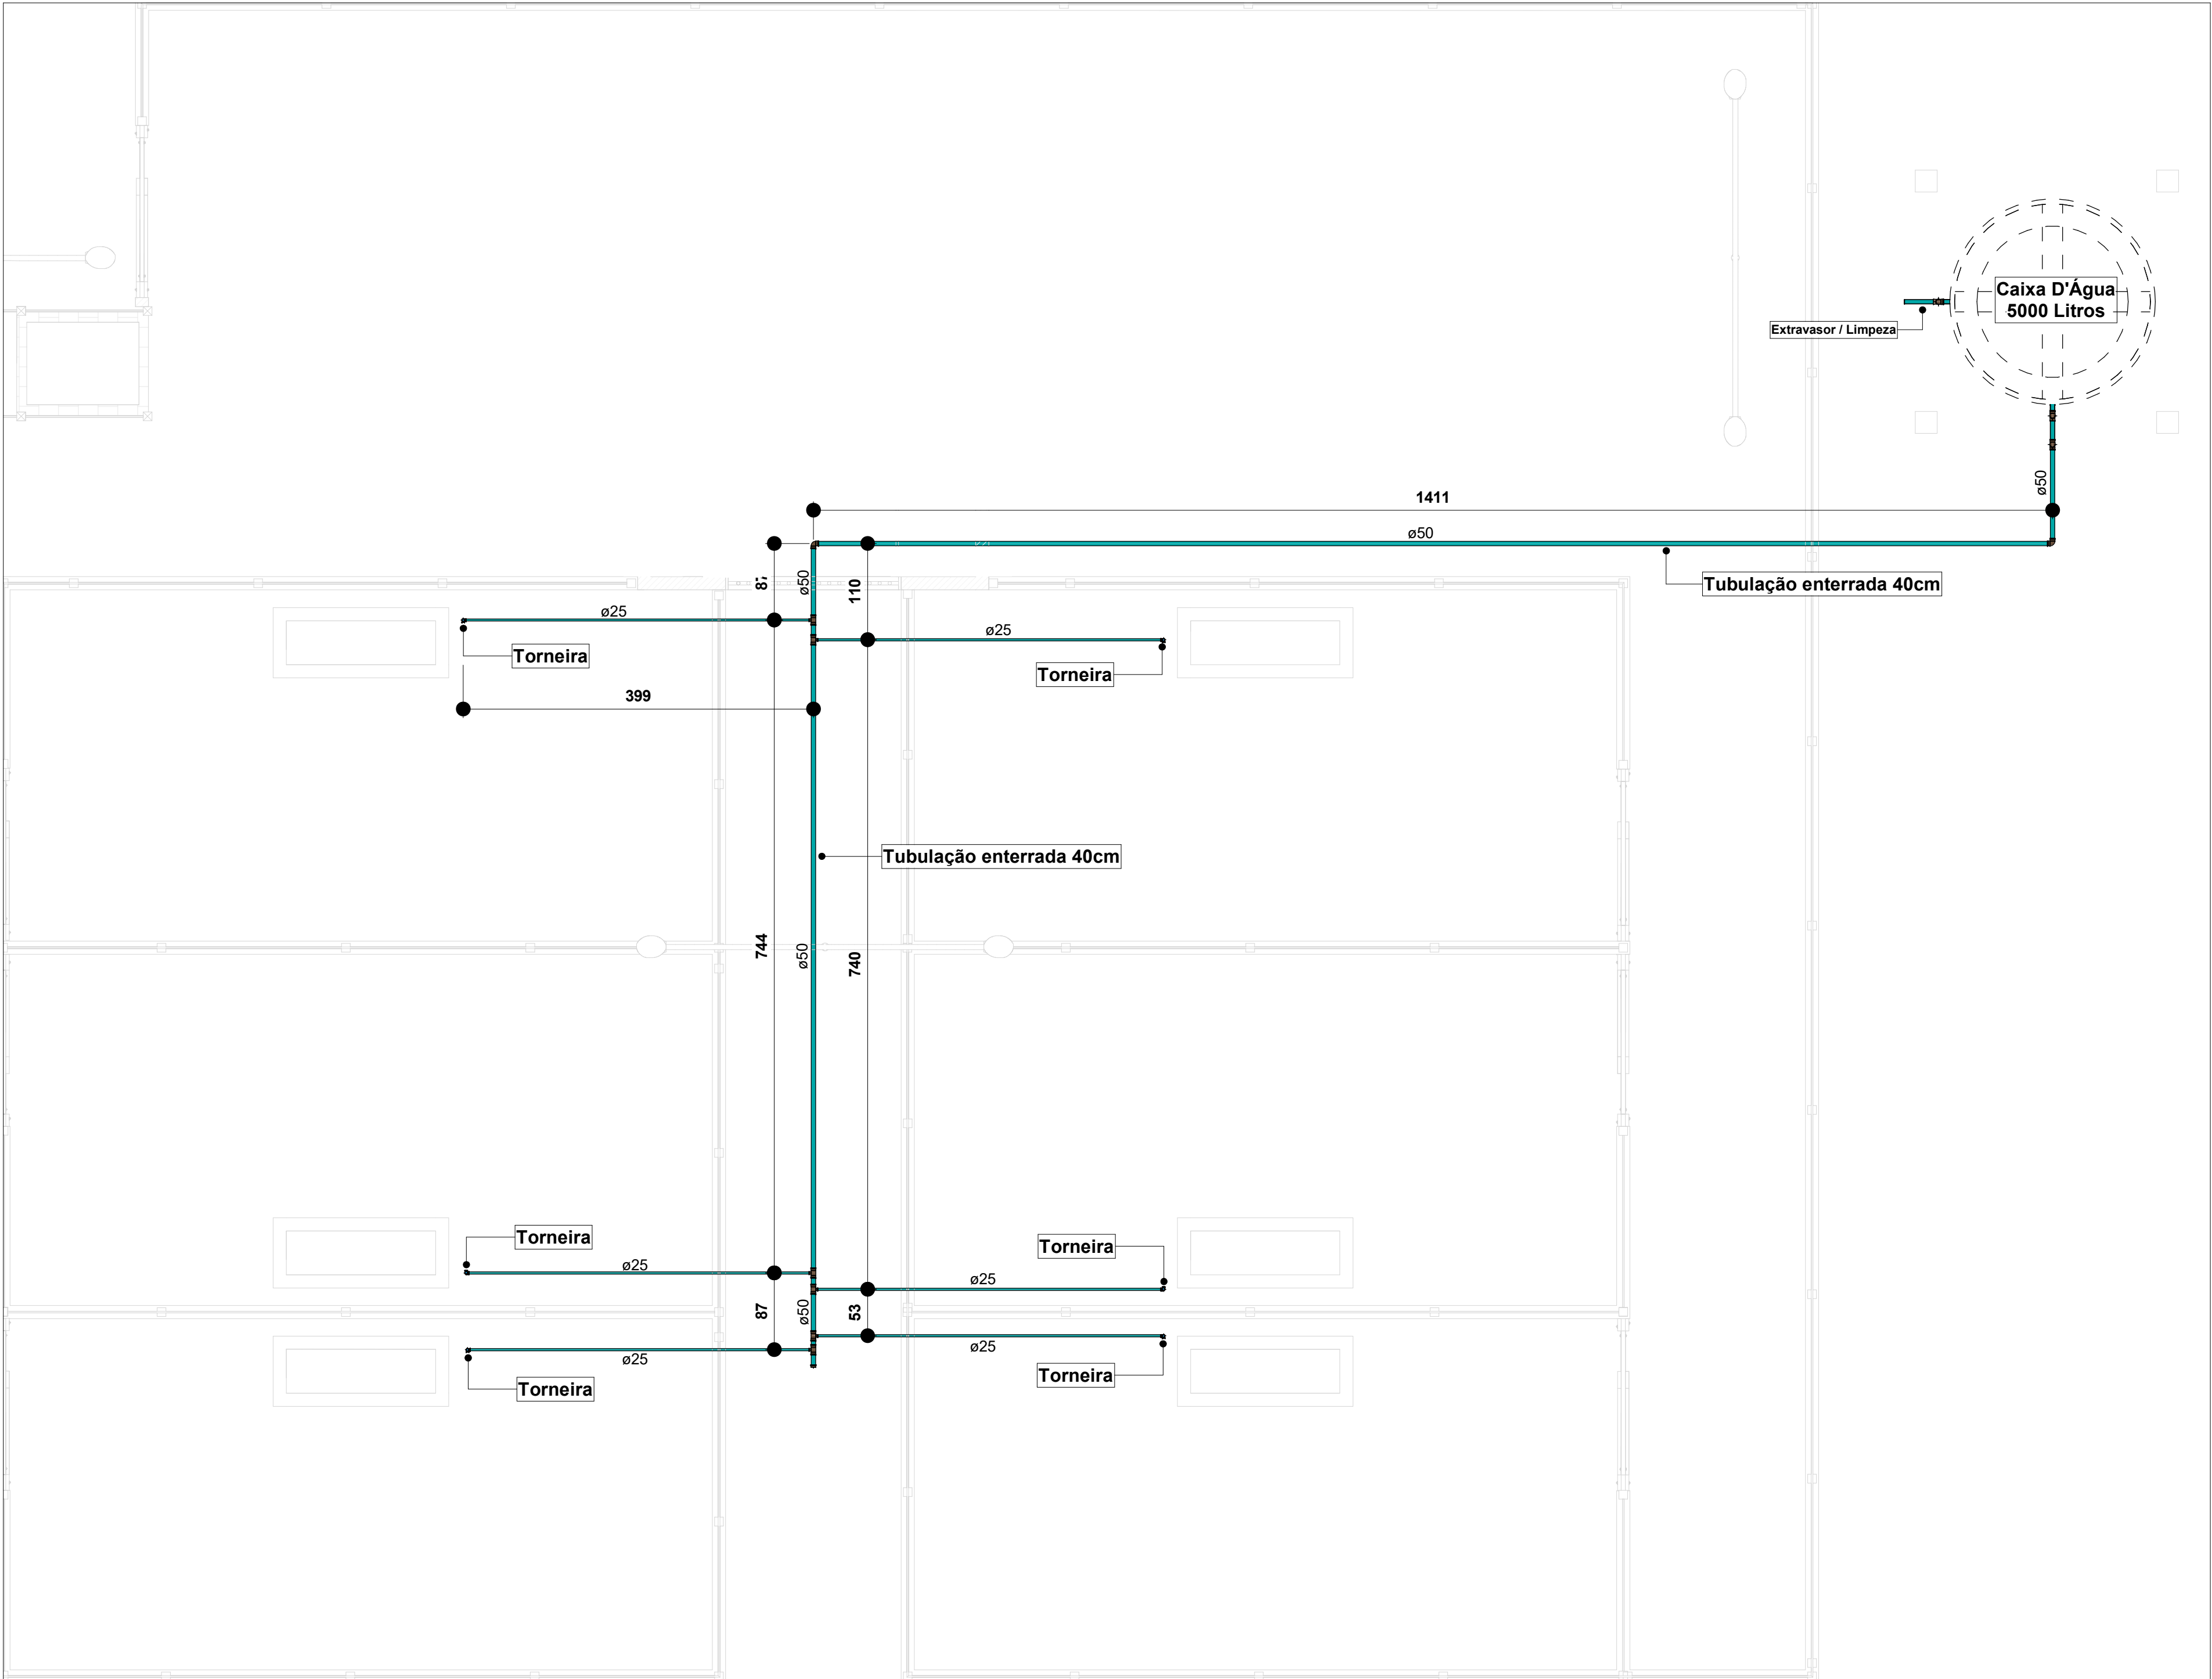 Caixa D'Água
5000 Litros
Extravasor / Limpeza
ø50
1411
ø50
87
ø50
110
Tubulação enterrada 40cm
ø25
ø25
Torneira
Torneira
399
Tubulação enterrada 40cm
744
ø50
740
Torneira
Torneira
ø25
ø25
87
ø50
53
ø25
ø25
Torneira
Torneira